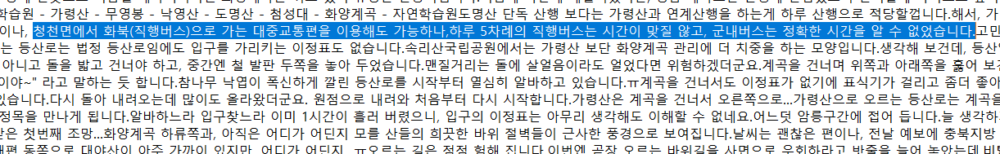 학습원 - 가령산 - 무영봉 - 낙영산 - 도명산 - 첨성대 - 화양계곡 - 자연학습원도명산 단독 산행 보다는 가령산과 연계산행을 하는게 하루 산행으로 적당할껍니다.해서, 가
이나, 청천면에서 화북(직행버스)으로 가는 대중교통편을 이용해도 가능하나,하루 5차례의 직행버스는 시간이 맞질 않고, 군내버스는 정확한 시간을 알 수 없었습니다.고민
는 등산로는 법정 등산로임에도 입구를 가리키는 이정표도 없습니다.속리산국립공원에서는 가령산 보단 화양계곡 관리에 더 치중을 하는 모양입니다.생각해 보건데, 등산
아니고 돌을 밟고 건너야 하고, 중간엔 철 발판 두쪽을 놓아 두었습니다.맨질거리는 돌에 살얼음이라도 얼었다면 위험하겠더군요.계곡을 건너며 위쪽과 아래쪽을 훑어 보
이야~" 라고 말하는 듯 합니다.참나무 낙엽이 폭신하게 깔린 등산로를 시작부터 열심히 알바하고 있습니다.ㅠ계곡을 건너서도 이정표가 없기에 표식기가 걸리고 좀더 좋아
있습니다.다시 돌아 내려오는데 많이도 올라왔더군요. 원점으로 내려와 처음부터 다시 시작합니다.가령산은 계곡을 건너서 오른쪽으로...가령산으로 오르는 등산로는 계곡을
정목을 만나게 됩니다.알바하느라 입구찾느라 이미 1시간이 흘러 버렸으니, 입구의 이정표는 아무리 생각해도 이해할 수 없네요.어느덧 암릉구간에 접어 듭니다.늘 생각하
은 첫번째 조망...화양계곡 하류쪽과, 아직은 어디가 어딘지 모를 산들의 희끗한 바위 절벽들이 근사한 풍경으로 보여집니다.날씨는 괜찮은 편이나, 전날 예보에 충북지방